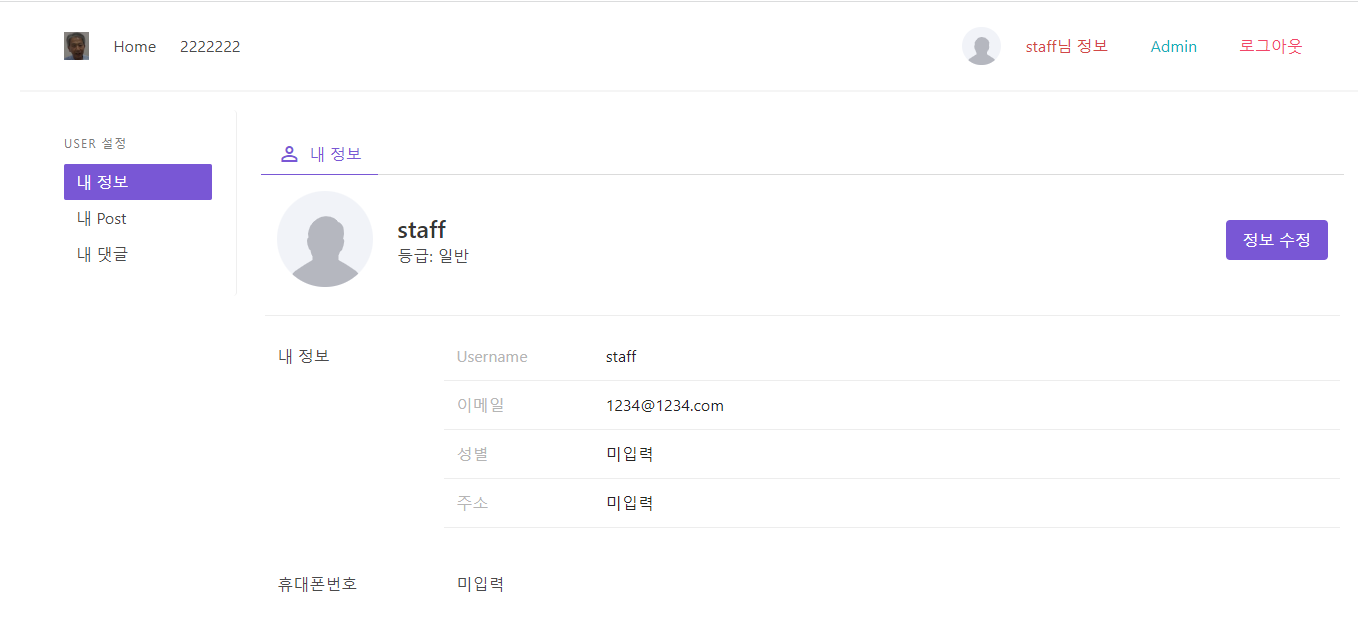 Home 2222222 staff님 정보 Admin 로그아웃
USER 설정
내 정보
내 Post
내 댓글
내 정보
staff
등급: 일반
정보 수정
내 정보
Username staff
이메일 1234@1234.com
성별 미입력
주소 미입력
휴대폰번호 미입력